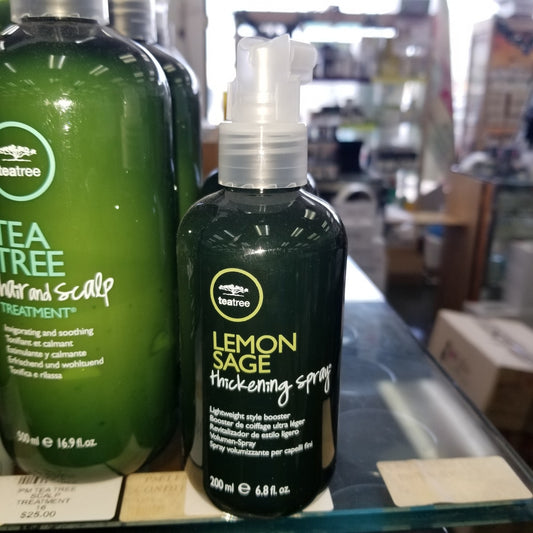 teatree
TEA
TREE
hair and scalp
TREATMENT®
Invigorating and soothing
Tonifiant et calmant
Estimulante y calmante
Erfrischend und wohltuend
Tonifica e rilassa
500 ml e 16.9 fl. oz.
PM TEA TREE
SCALP
TREATMENT
16
$25.00
teatree
LEMON
SAGE
thickening spray
Lightweight style booster
Booster de coiffage ultra léger
Revitalizador de estilo ligero
Volumen-Spray
Spray volumizzante per capelli fini
200 ml e 6.8 fl. oz.